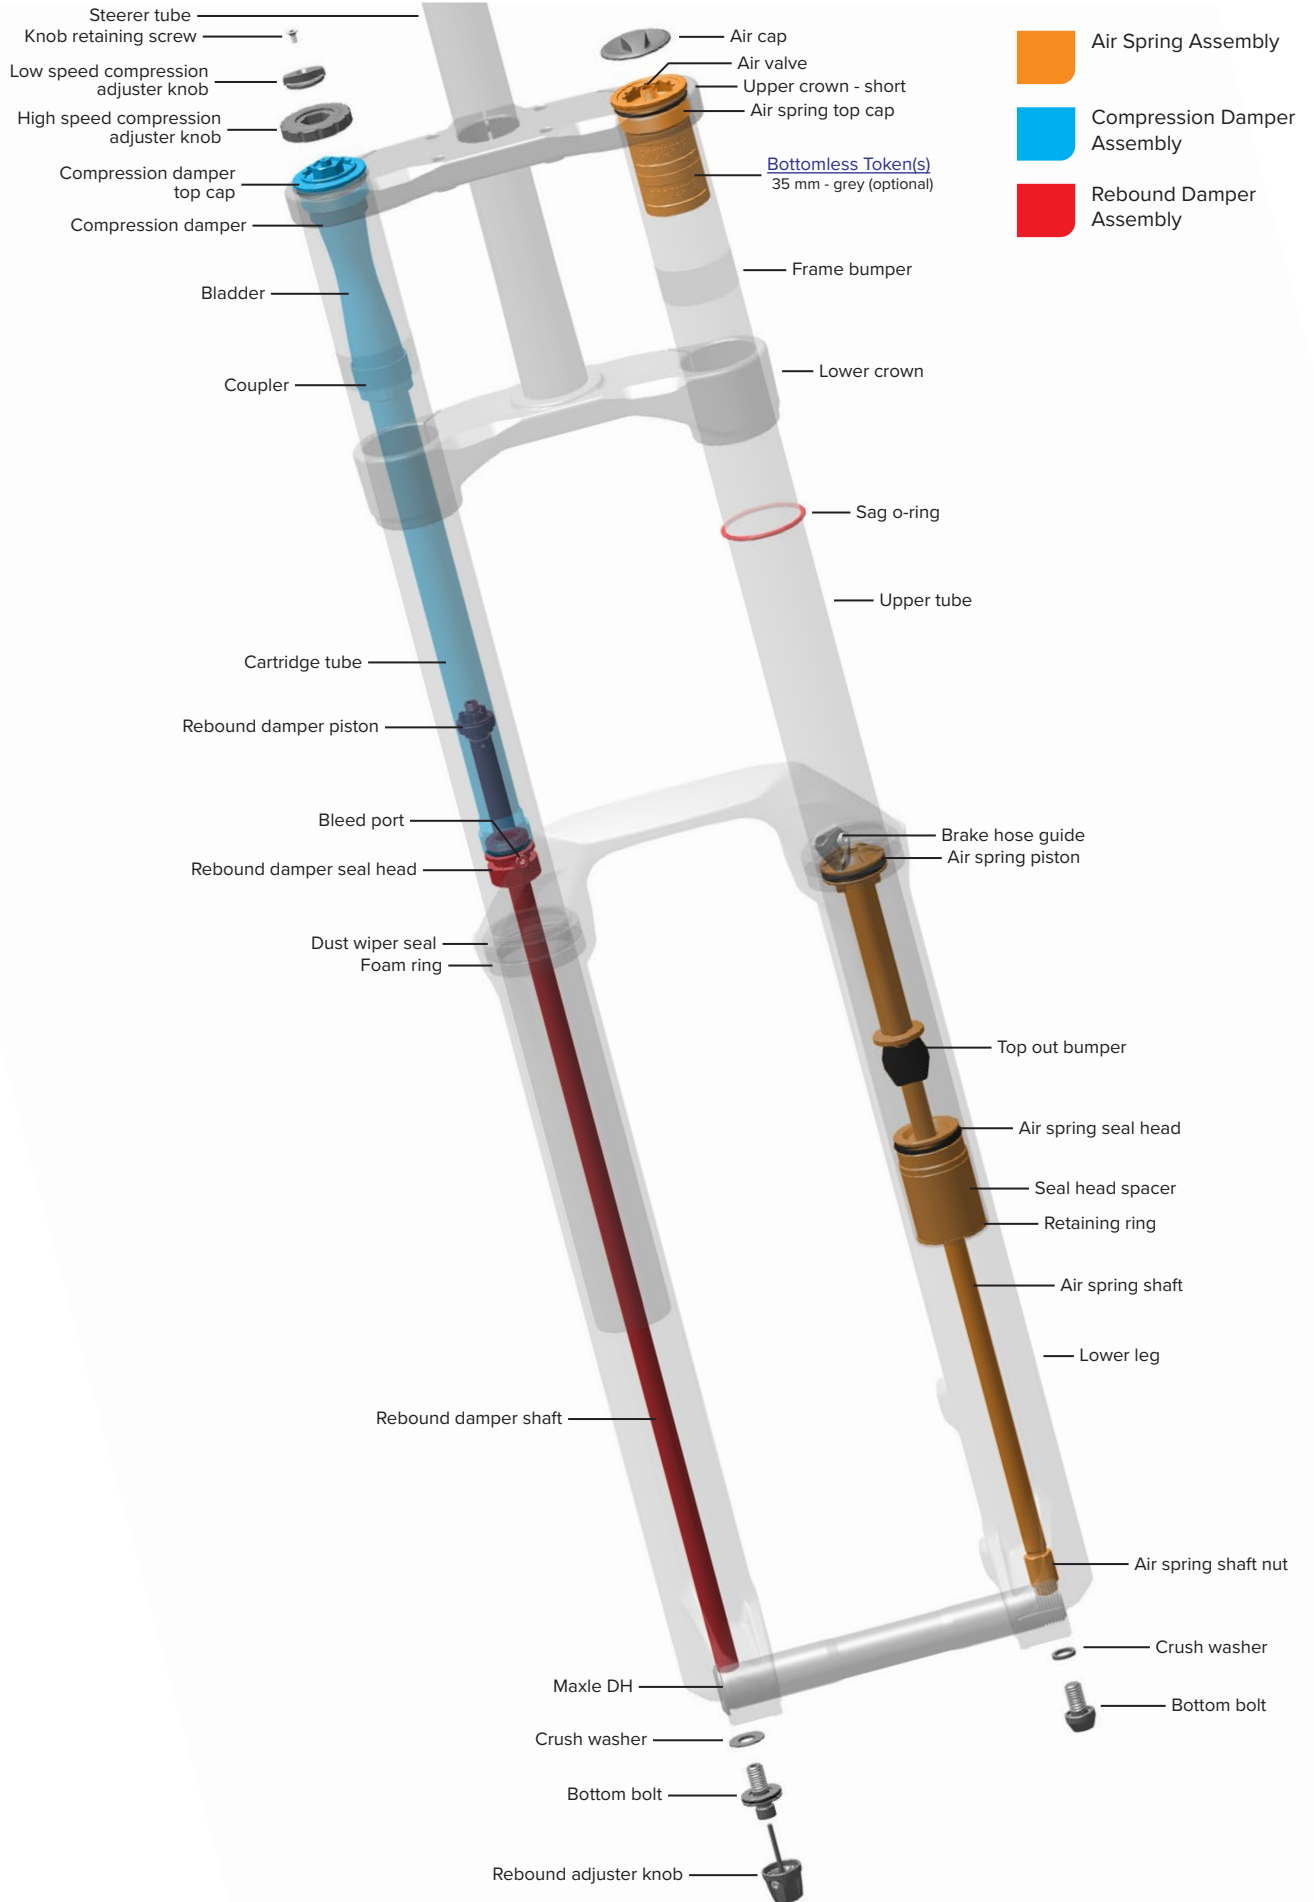 Steerer tube
Knob retaining screw
Low speed compression
adjuster knob
High speed compression
adjuster knob
Compression damper
top cap
Compression damper
Bladder
Coupler
Cartridge tube
Rebound damper piston
Bleed port
Rebound damper seal head
Dust wiper seal
Foam ring
Rebound damper shaft
Maxle DH
Crush washer
Bottom bolt
Rebound adjuster knob
Air cap
Air valve
Upper crown - short
Air spring top cap
Bottomless Token(s)
35 mm - grey (optional)
Frame bumper
Lower crown
Sag o-ring
Upper tube
Brake hose guide
Air spring piston
Top out bumper
Air spring seal head
Seal head spacer
Retaining ring
Air spring shaft
Lower leg
Air spring shaft nut
Crush washer
Bottom bolt
Air Spring Assembly
Compression Damper
Assembly
Rebound Damper
Assembly